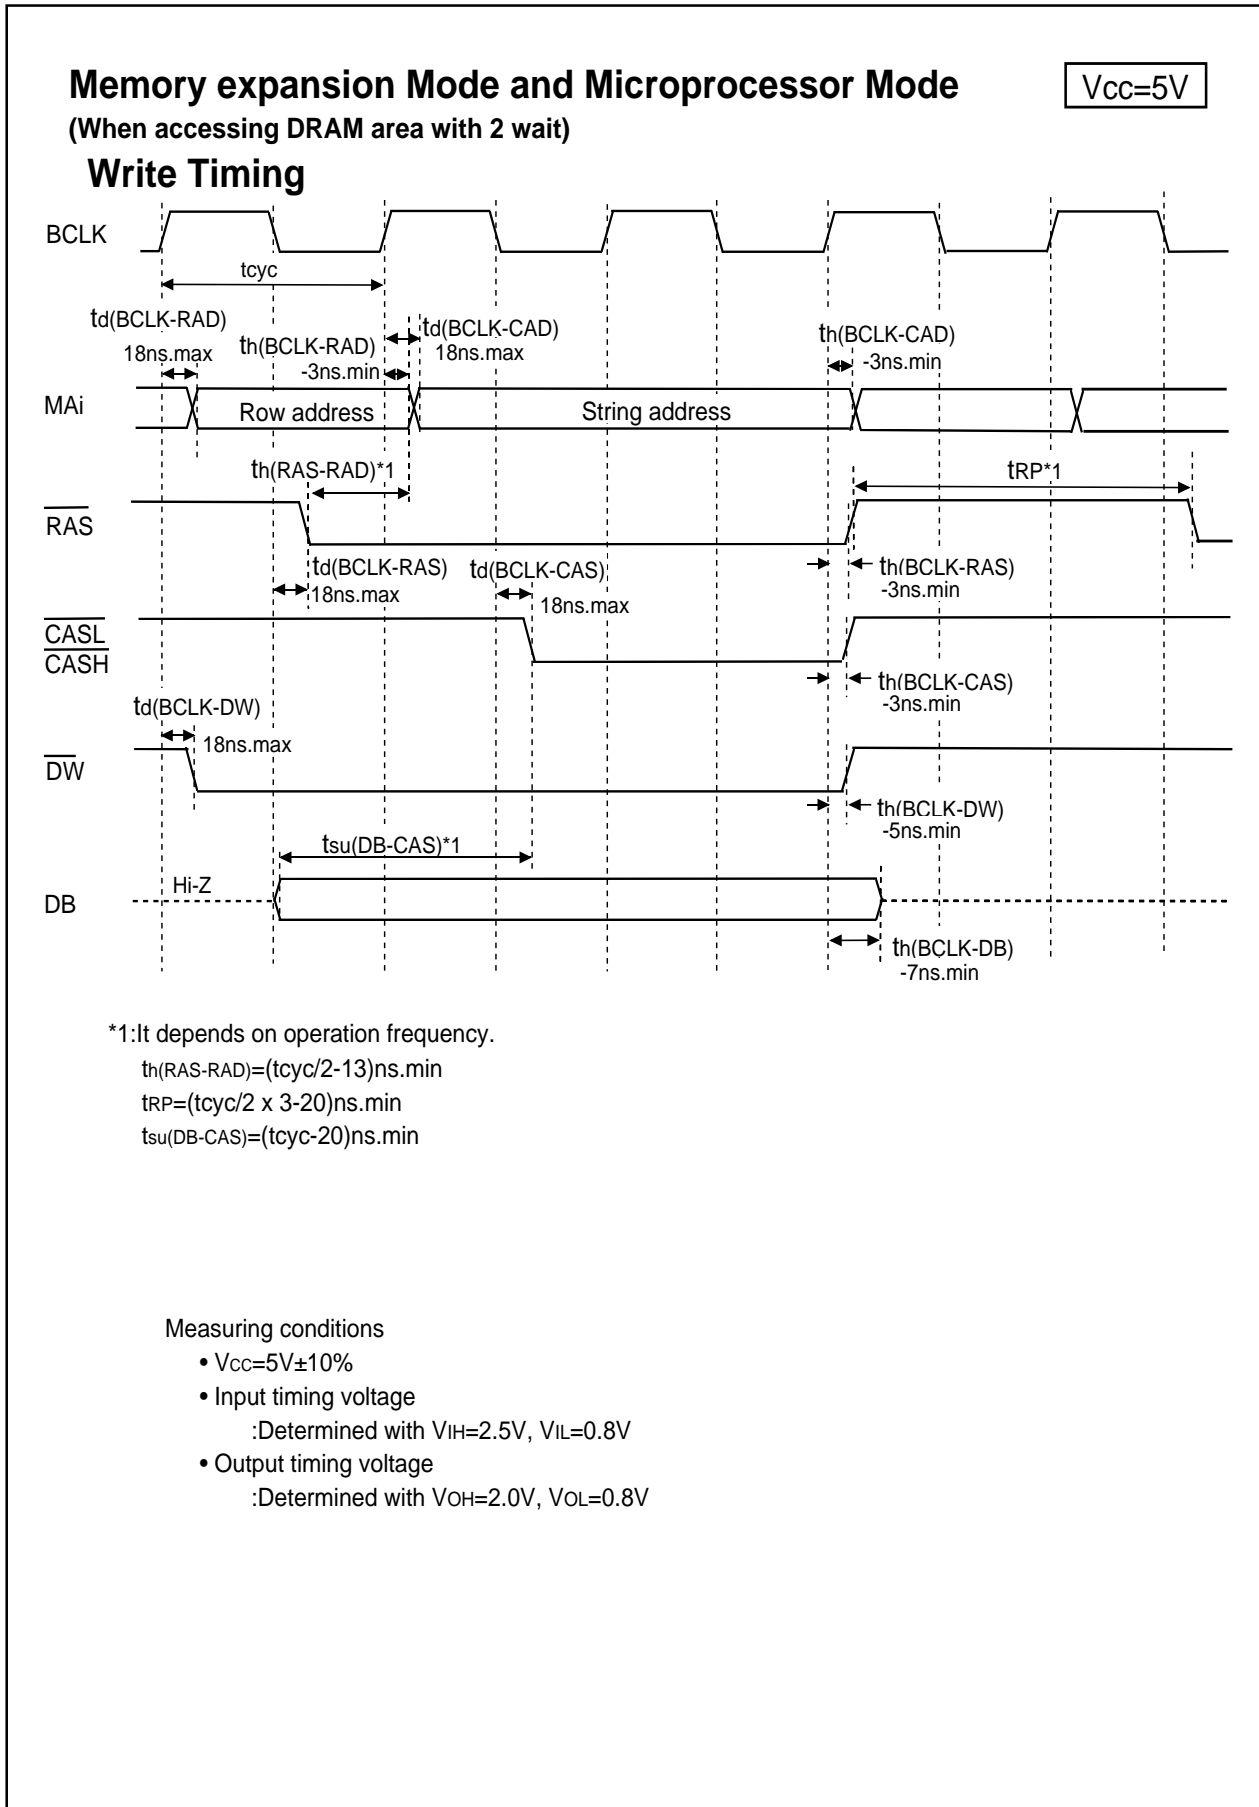 Memory expansion Mode and Microprocessor Mode
Vcc=5V
(When accessing DRAM area with 2 wait)
Write Timing
BCLK
tcyc
td(BCLK-RAD)
18ns.max
th(BCLK-RAD)
-3ns.min
td(BCLK-CAD)
18ns.max
th(BCLK-CAD)
-3ns.min
MAi
Row address
String address
th(RAS-RAD)*1
tRP*1
RAS
td(BCLK-RAS)
18ns.max
td(BCLK-CAS)
18ns.max
th(BCLK-RAS)
-3ns.min
CASL
CASH
th(BCLK-CAS)
-3ns.min
td(BCLK-DW)
18ns.max
DW
th(BCLK-DW)
-5ns.min
tsu(DB-CAS)*1
Hi-Z
DB
th(BCLK-DB)
-7ns.min
*1:It depends on operation frequency.
th(RAS-RAD)=(tcyc/2-13)ns.min
tRP=(tcyc/2 x 3-20)ns.min
tsu(DB-CAS)=(tcyc-20)ns.min
Measuring conditions
• VCC=5V±10%
• Input timing voltage
:Determined with VIH=2.5V, VIL=0.8V
• Output timing voltage
:Determined with VOH=2.0V, VOL=0.8V